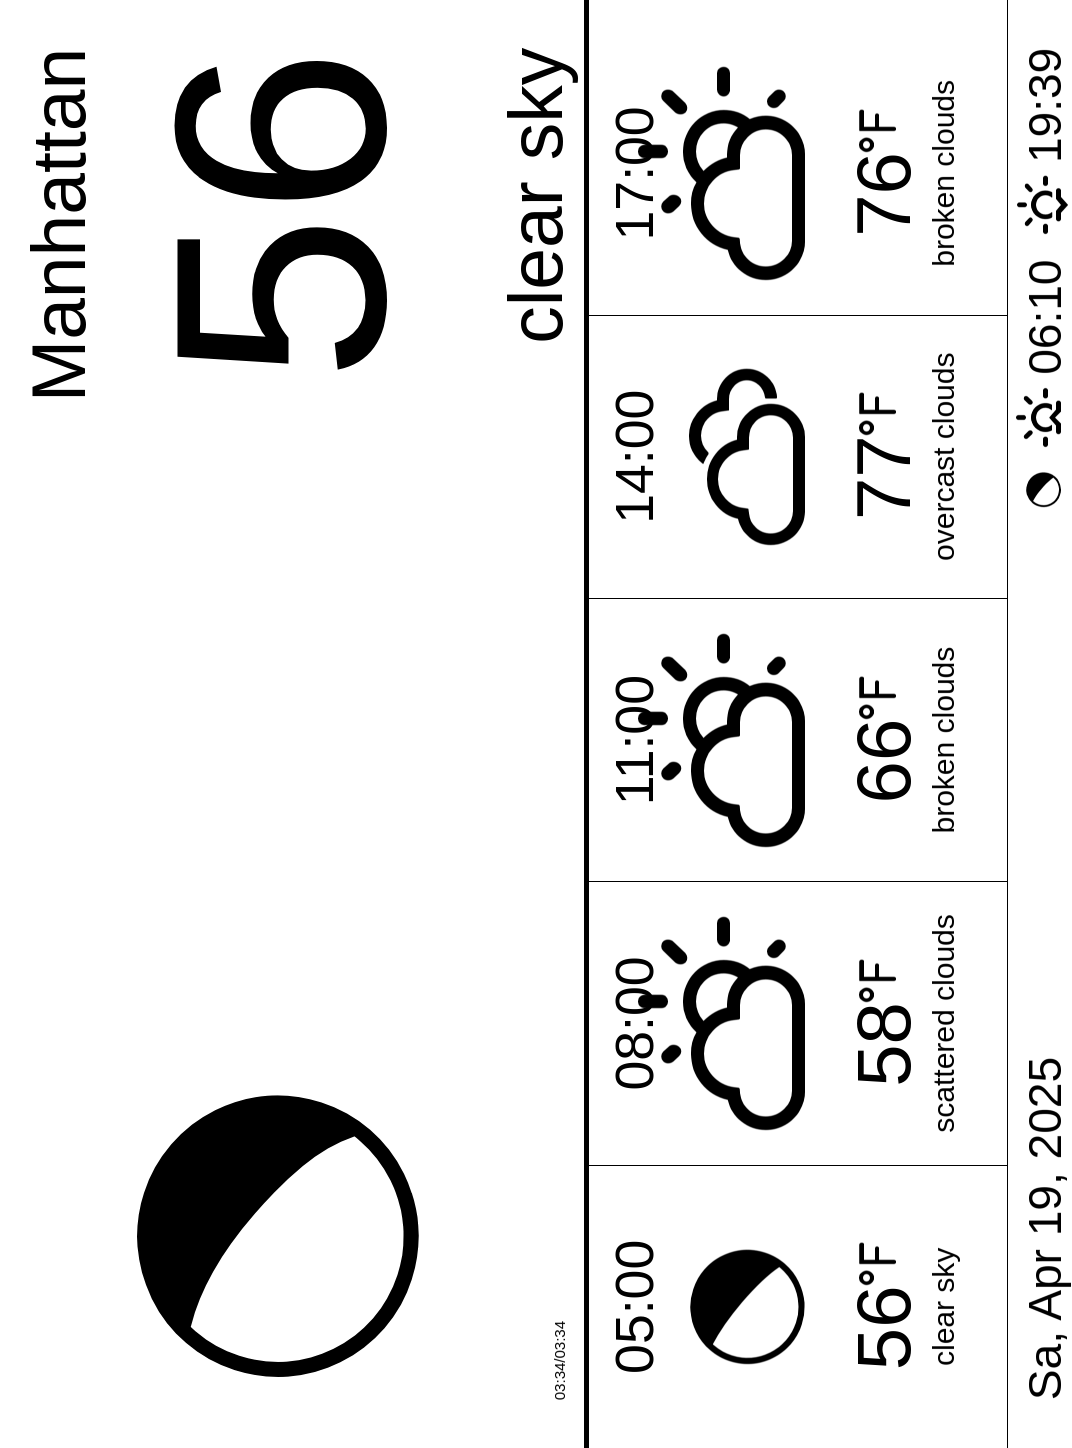 Manhattan
56
clear sky
03:34/03:34
05:00
56°F
clear sky
08:00
58°F
scattered clouds
11:00
66°F
broken clouds
14:00
77°F
overcast clouds
17:00
76°F
broken clouds
Sa, Apr 19, 2025
06:10 19:39